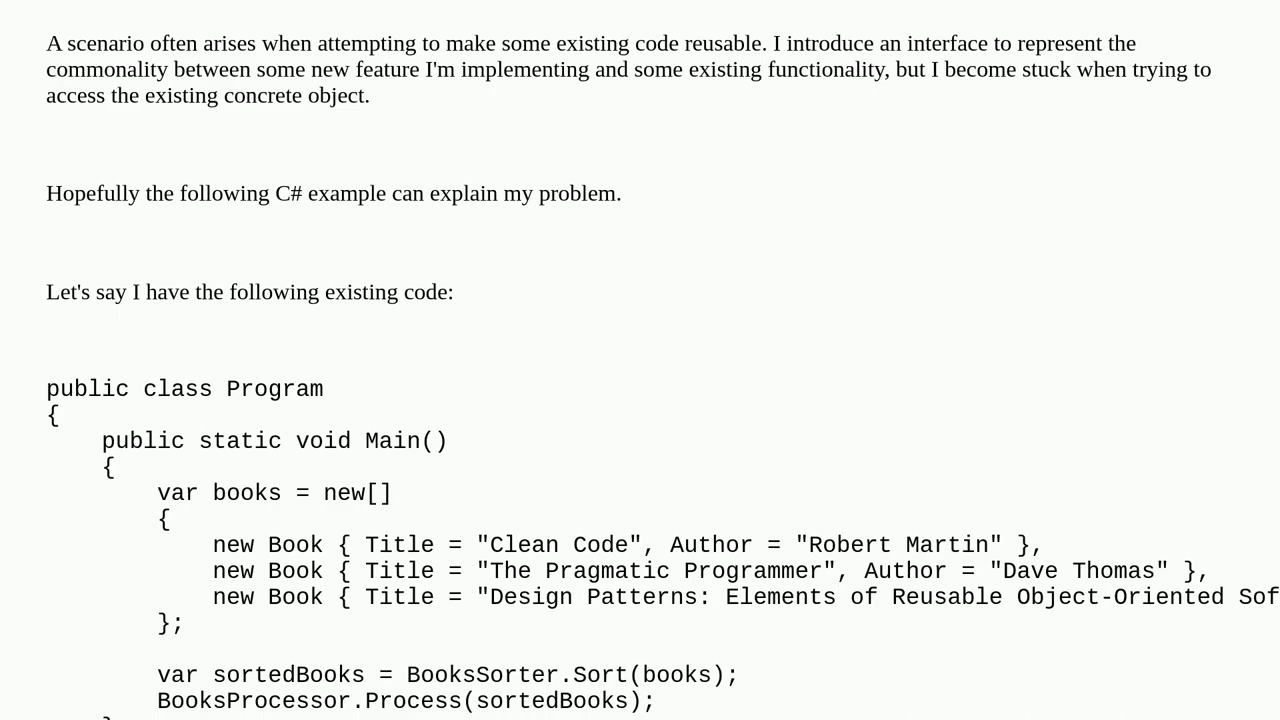 A scenario often arises when attempting to make some existing code reusable. I introduce an interface to represent the
commonality between some new feature I'm implementing and some existing functionality, but I become stuck when trying to
access the existing concrete object.
Hopefully the following C# example can explain my problem.
Let's say I have the following existing code:
public class Program
{
    public static void Main()
    {
        var books = new[]
        {
            new Book { Title = "Clean Code", Author = "Robert Martin" },
            new Book { Title = "The Pragmatic Programmer", Author = "Dave Thomas" },
            new Book { Title = "Design Patterns: Elements of Reusable Object-Oriented Sof
        };
        var sortedBooks = BooksSorter.Sort(books);
        BooksProcessor.Process(sortedBooks);
    }